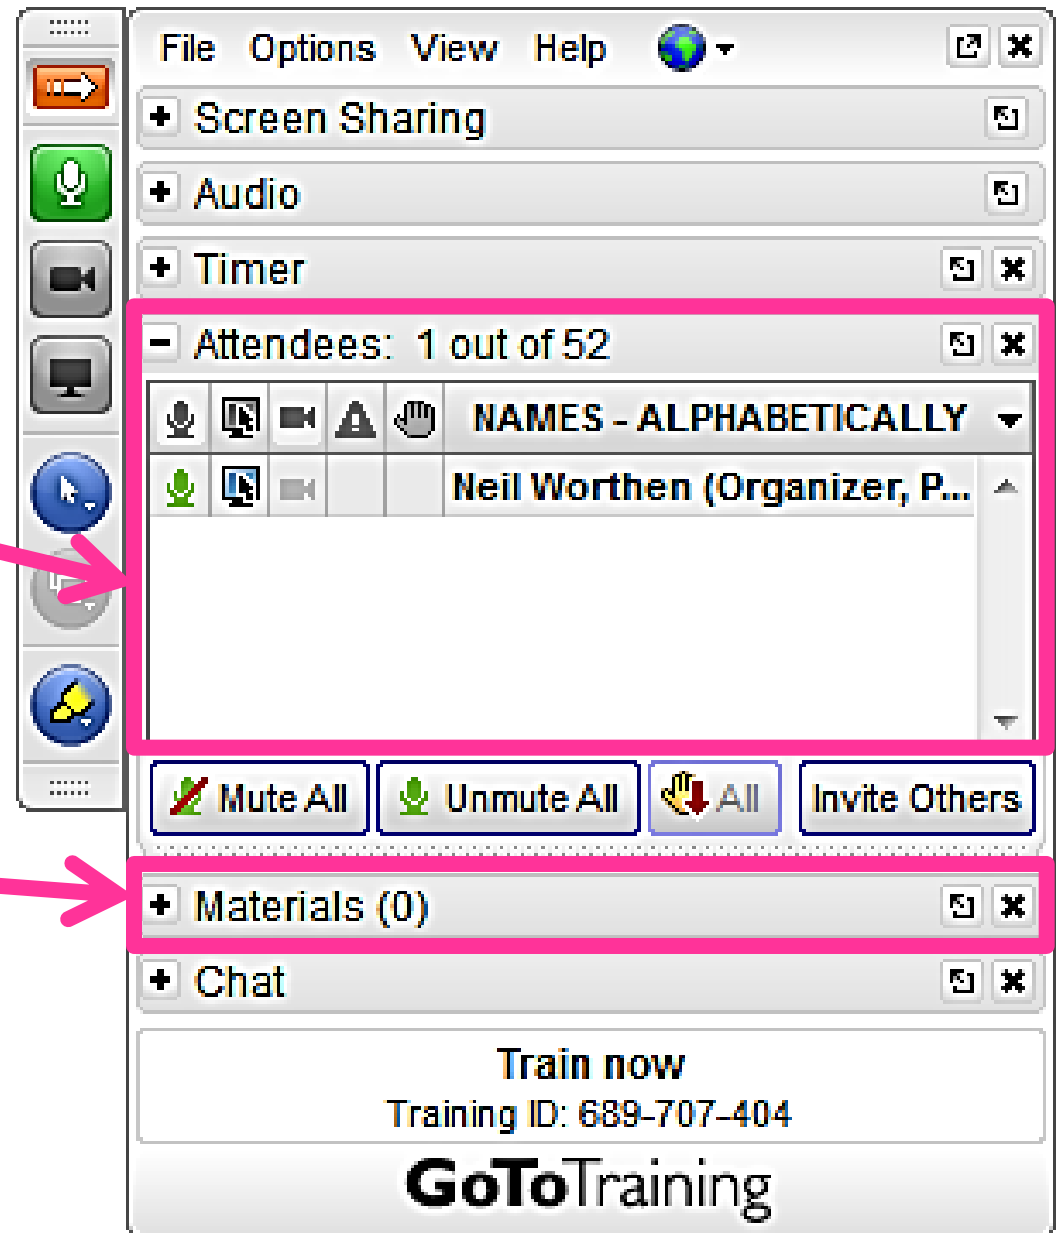 File Options View Help
Screen Sharing
Audio
Timer
Attendees: 1 out of 52
NAMES - ALPHABETICALLY
Neil Worthen (Organizer, P...
Mute All Unmute All All Invite Others
Materials (0)
Chat
Train now
Training ID: 689-707-404
GoToTraining